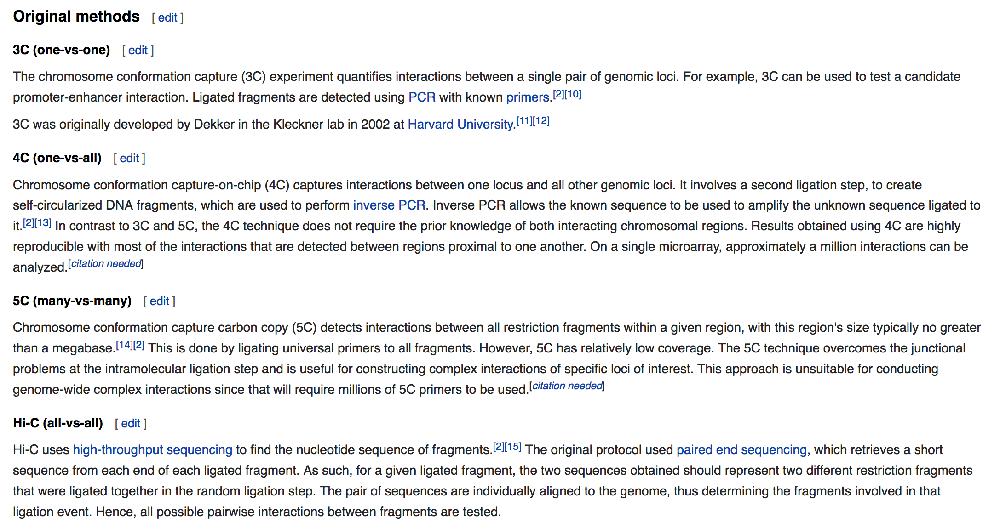 Original methods [ edit ]
3C (one-vs-one) [ edit ]
The chromosome conformation capture (3C) experiment quantifies interactions between a single pair of genomic loci. For example, 3C can be used to test a candidate
promoter-enhancer interaction. Ligated fragments are detected using PCR with known primers.[2][10]
3C was originally developed by Dekker in the Kleckner lab in 2002 at Harvard University.[11][12]
4C (one-vs-all) [ edit ]
Chromosome conformation capture-on-chip (4C) captures interactions between one locus and all other genomic loci. It involves a second ligation step, to create
self-circularized DNA fragments, which are used to perform inverse PCR. Inverse PCR allows the known sequence to be used to amplify the unknown sequence ligated to
it.[2][13] In contrast to 3C and 5C, the 4C technique does not require the prior knowledge of both interacting chromosomal regions. Results obtained using 4C are highly
reproducible with most of the interactions that are detected between regions proximal to one another. On a single microarray, approximately a million interactions can be
analyzed.[citation needed]
5C (many-vs-many) [ edit ]
Chromosome conformation capture carbon copy (5C) detects interactions between all restriction fragments within a given region, with this region's size typically no greater
than a megabase.[14][2] This is done by ligating universal primers to all fragments. However, 5C has relatively low coverage. The 5C technique overcomes the junctional
problems at the intramolecular ligation step and is useful for constructing complex interactions of specific loci of interest. This approach is unsuitable for conducting
genome-wide complex interactions since that will require millions of 5C primers to be used.[citation needed]
Hi-C (all-vs-all) [ edit ]
Hi-C uses high-throughput sequencing to find the nucleotide sequence of fragments.[2][15] The original protocol used paired end sequencing, which retrieves a short
sequence from each end of each ligated fragment. As such, for a given ligated fragment, the two sequences obtained should represent two different restriction fragments
that were ligated together in the random ligation step. The pair of sequences are individually aligned to the genome, thus determining the fragments involved in that
ligation event. Hence, all possible pairwise interactions between fragments are tested.